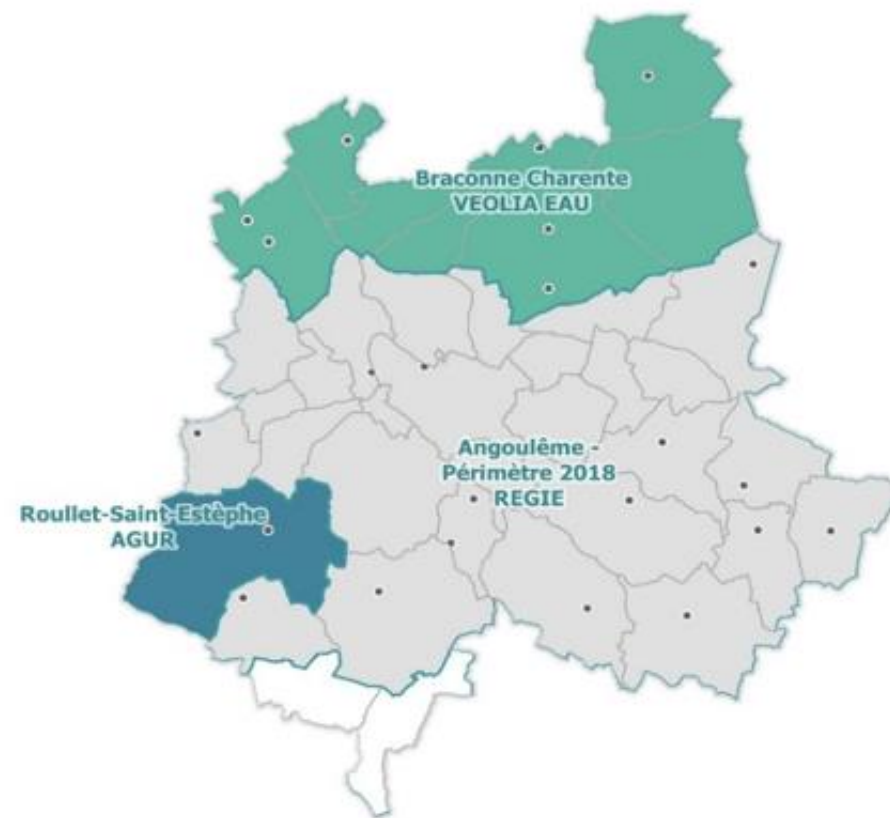 Braconne Charente
VEOLIA EAU
Angoulême -
Périmètre 2018
REGIE
Roullet-Saint-Estèphe
AGUR